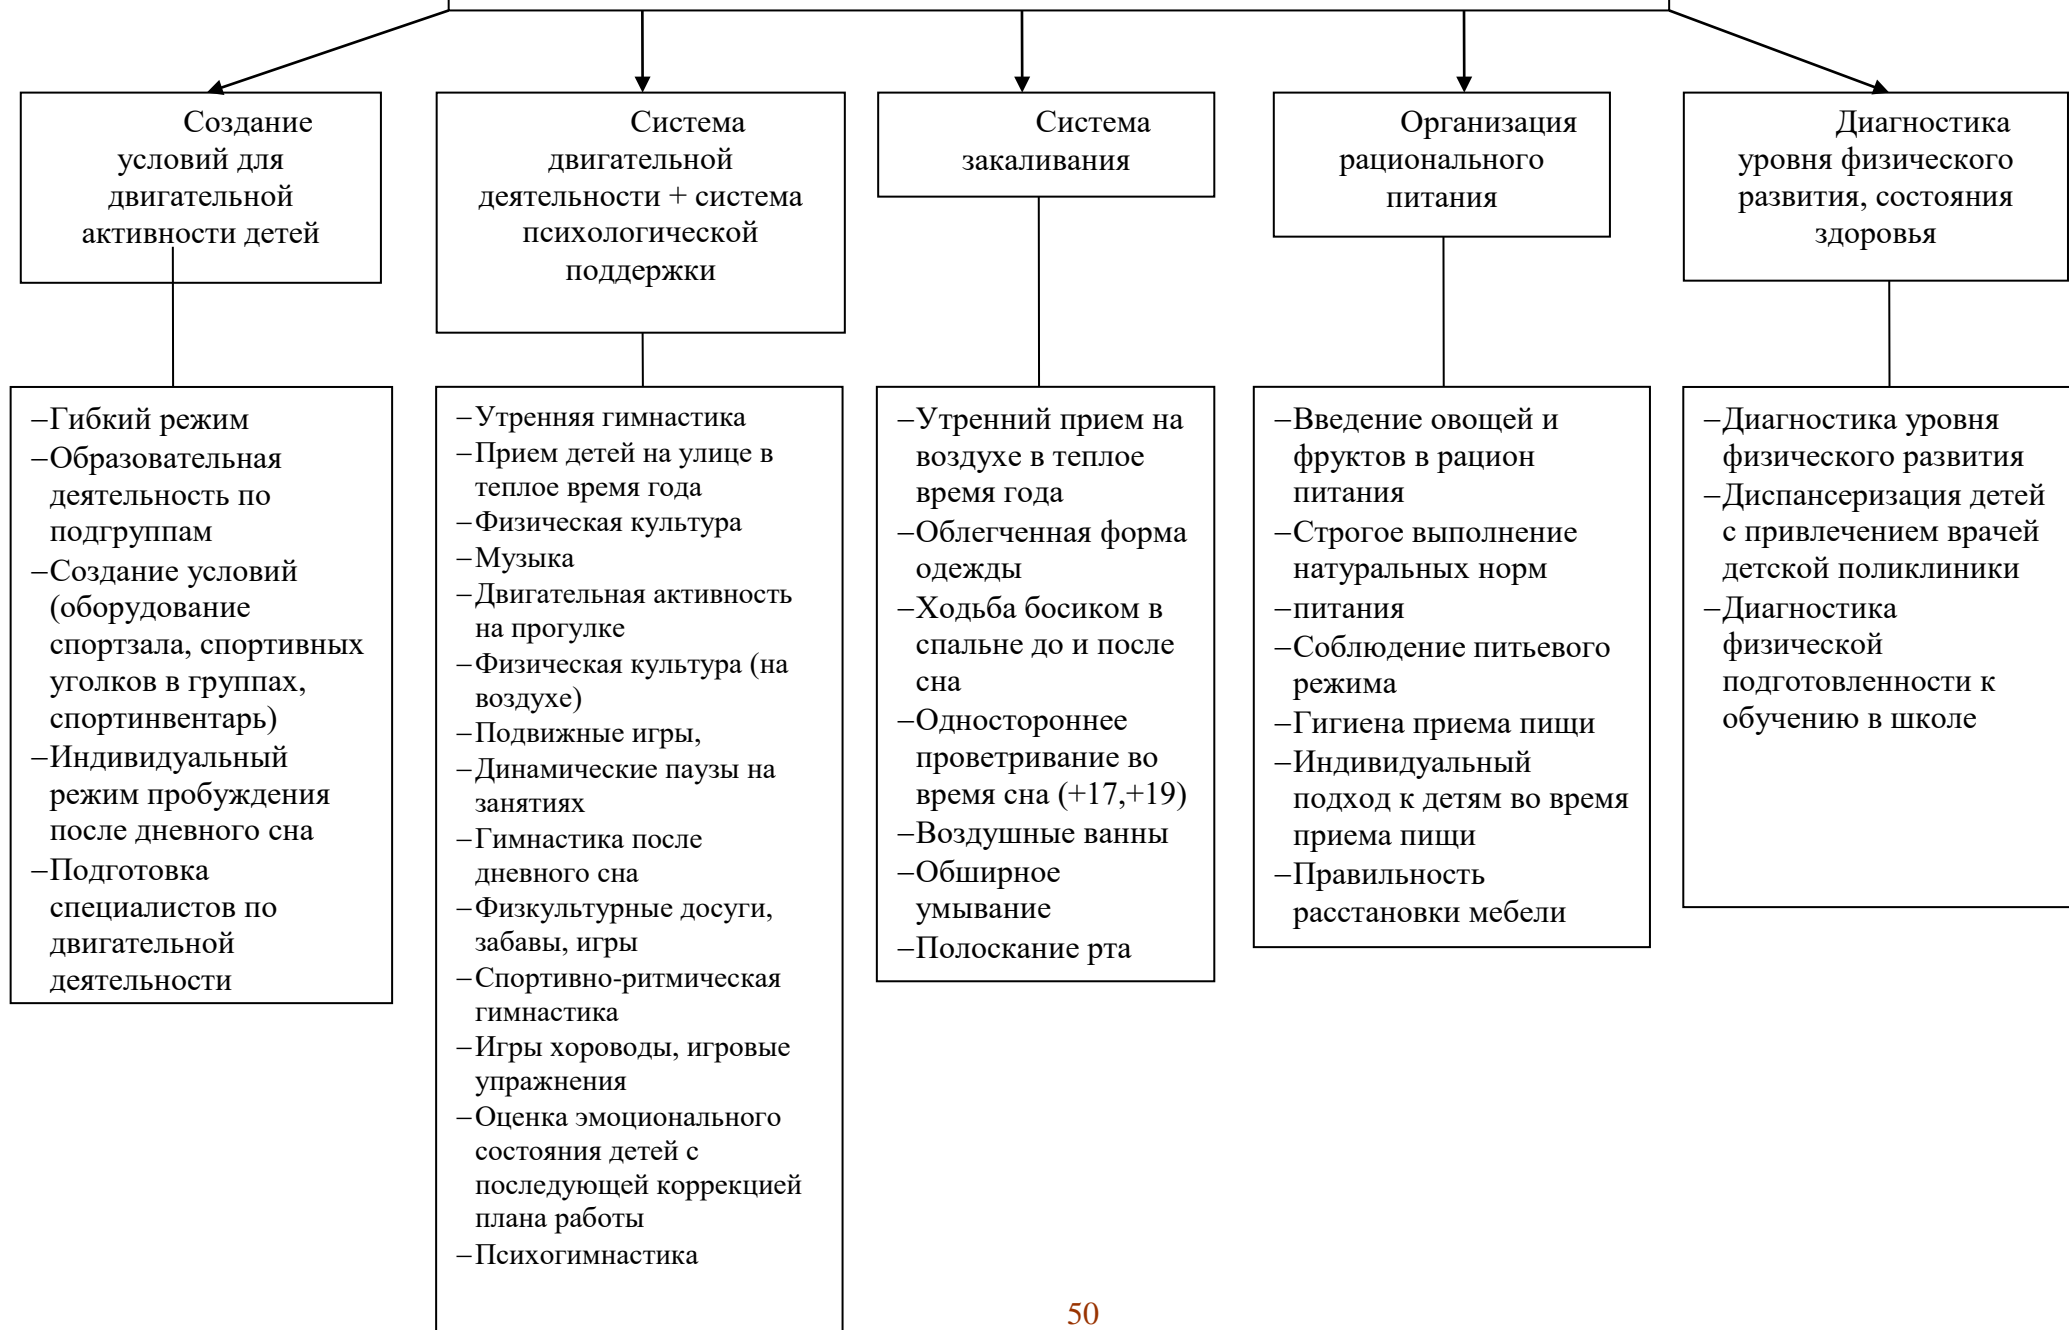 Создание
условий для
двигательной
активности детей
Система
двигательной
деятельности + система
психологической
поддержки
Система
закаливания
Организация
рационального
питания
Диагностика
уровня физического
развития, состояния
здоровья
–Гибкий режим
–Образовательная
деятельность по
подгруппам
–Создание условий
(оборудование
спортзала, спортивных
уголков в группах,
спортинвентарь)
–Индивидуальный
режим пробуждения
после дневного сна
–Подготовка
специалистов по
двигательной
деятельности
–Утренняя гимнастика
–Прием детей на улице в
теплое время года
–Физическая культура
–Музыка
–Двигательная активность
на прогулке
–Физическая культура (на
воздухе)
–Подвижные игры,
–Динамические паузы на
занятиях
–Гимнастика после
дневного сна
–Физкультурные досуги,
забавы, игры
–Спортивно-ритмическая
гимнастика
–Игры хороводы, игровые
упражнения
–Оценка эмоционального
состояния детей с
последующей коррекцией
плана работы
–Психогимнастика
–Утренний прием на
воздухе в теплое
время года
–Облегченная форма
одежды
–Ходьба босиком в
спальне до и после
сна
–Одностороннее
проветривание во
время сна (+17,+19)
–Воздушные ванны
–Обширное
умывание
–Полоскание рта
–Введение овощей и
фруктов в рацион
питания
–Строгое выполнение
натуральных норм
–питания
–Соблюдение питьевого
режима
–Гигиена приема пищи
–Индивидуальный
подход к детям во время
приема пищи
–Правильность
расстановки мебели
–Диагностика уровня
физического развития
–Диспансеризация детей
с привлечением врачей
детской поликлиники
–Диагностика
физической
подготовленности к
обучению в школе
50